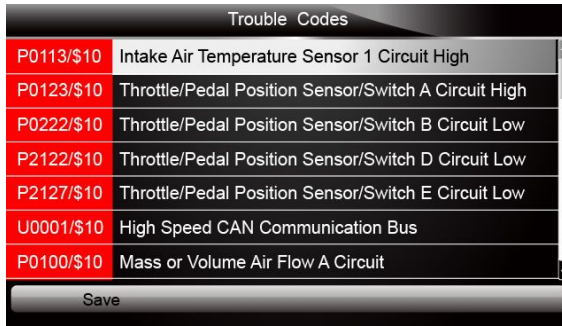 Trouble Codes
P0113/$10 Intake Air Temperature Sensor 1 Circuit High
P0123/$10 Throttle/Pedal Position Sensor/Switch A Circuit High
P0222/$10 Throttle/Pedal Position Sensor/Switch B Circuit Low
P2122/$10 Throttle/Pedal Position Sensor/Switch D Circuit Low
P2127/$10 Throttle/Pedal Position Sensor/Switch E Circuit Low
U0001/$10 High Speed CAN Communication Bus
P0100/$10 Mass or Volume Air Flow A Circuit
Save